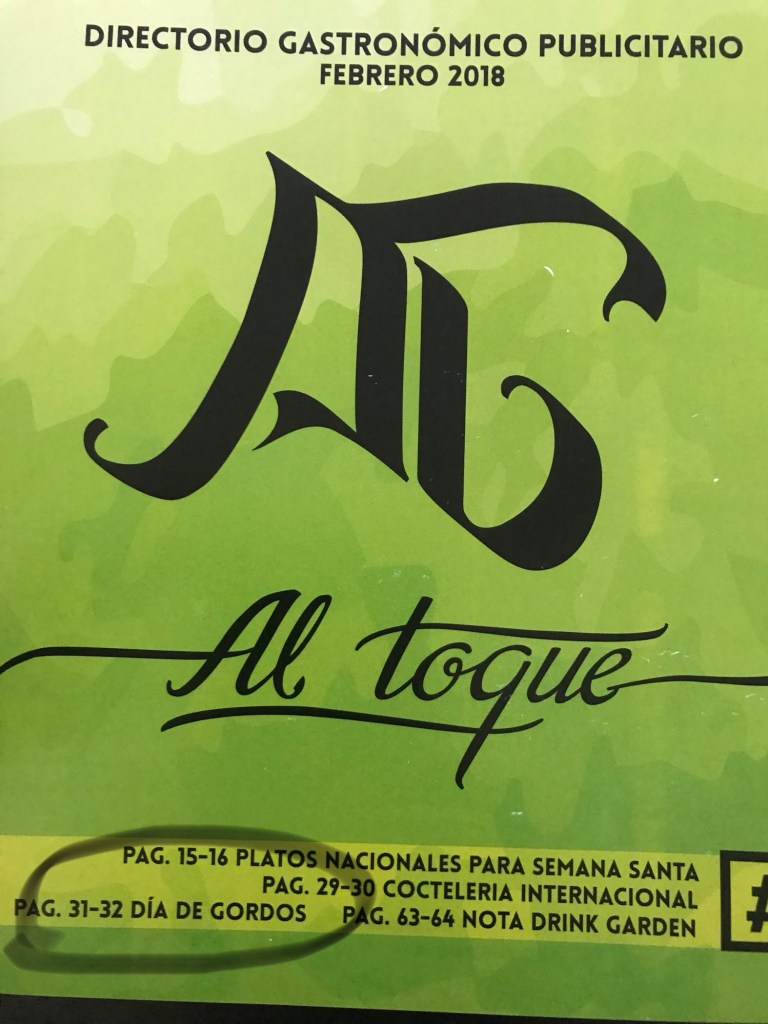 DIRECTORIO GASTRONÓMICO PUBLICITARIO
FEBRERO 2018
Al toque
PAG. 15-16 PLATOS NACIONALES PARA SEMANA SANTA
PAG. 29-30 COCTELERIA INTERNACIONAL
PAG. 31-32 DÍA DE GORDOS PAG. 63-64 NOTA DRINK GARDEN
#